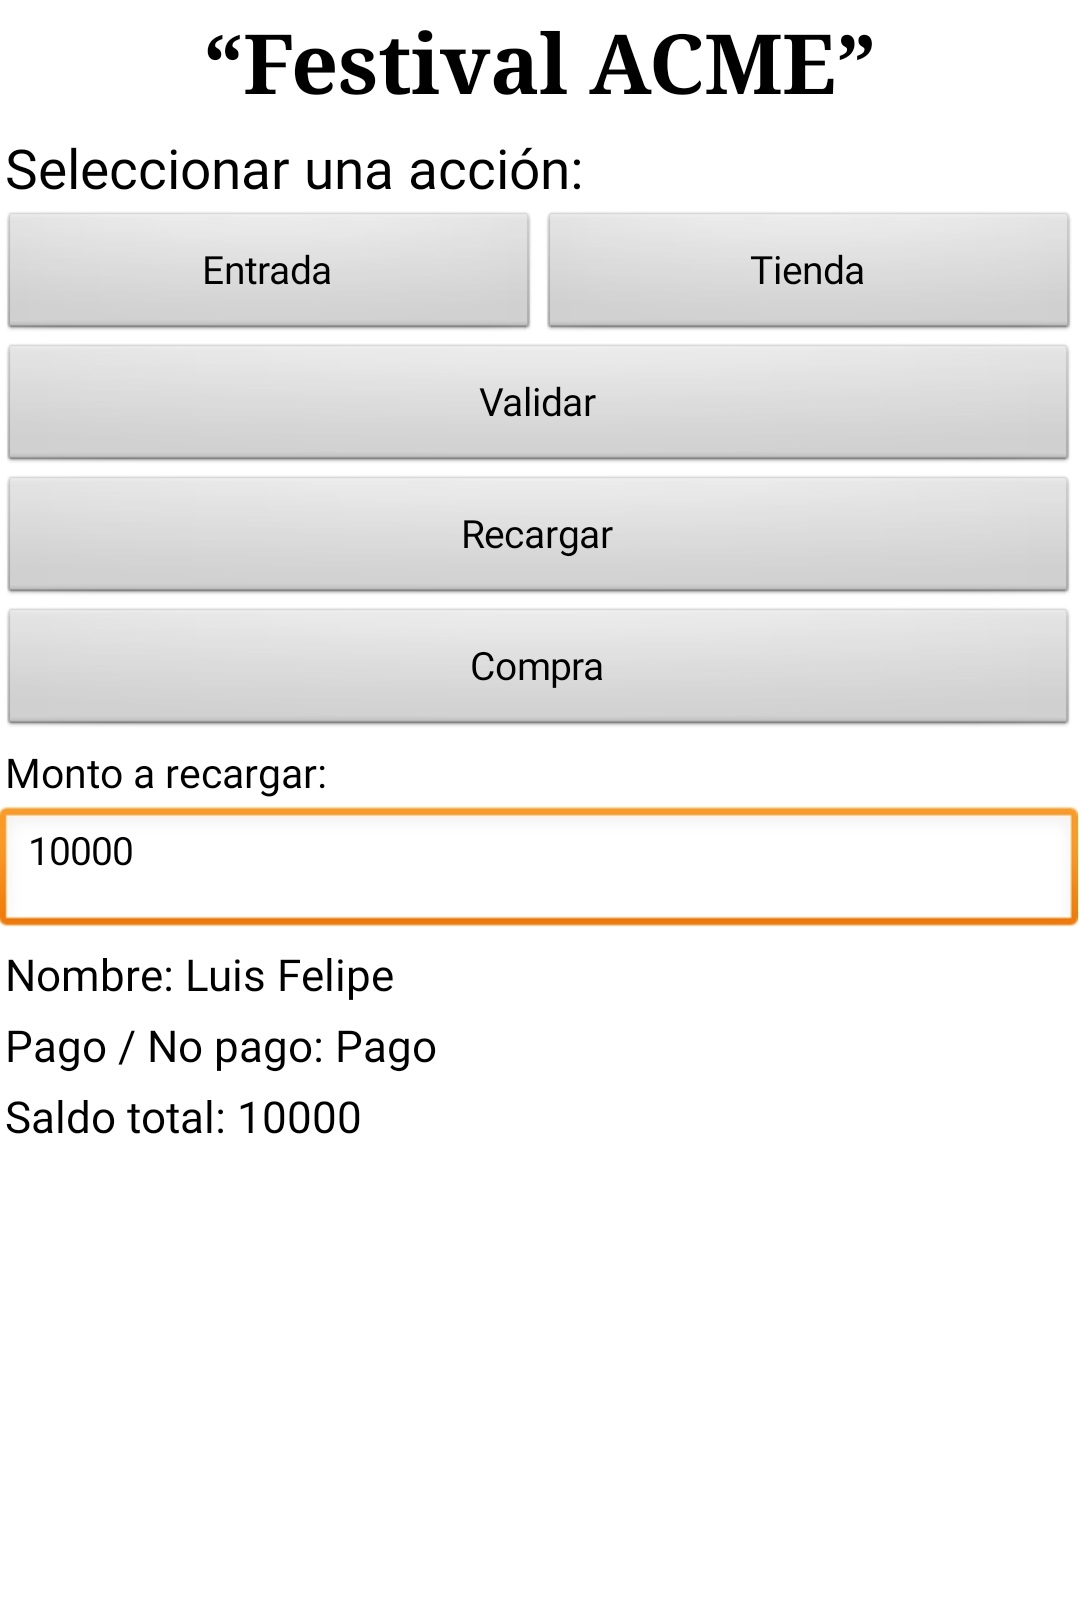 “Festival ACME”
Seleccionar una acción:
Entrada Tienda
Validar
Recargar
Compra
Monto a recargar:
10000
Nombre: Luis Felipe
Pago / No pago: Pago
Saldo total: 10000